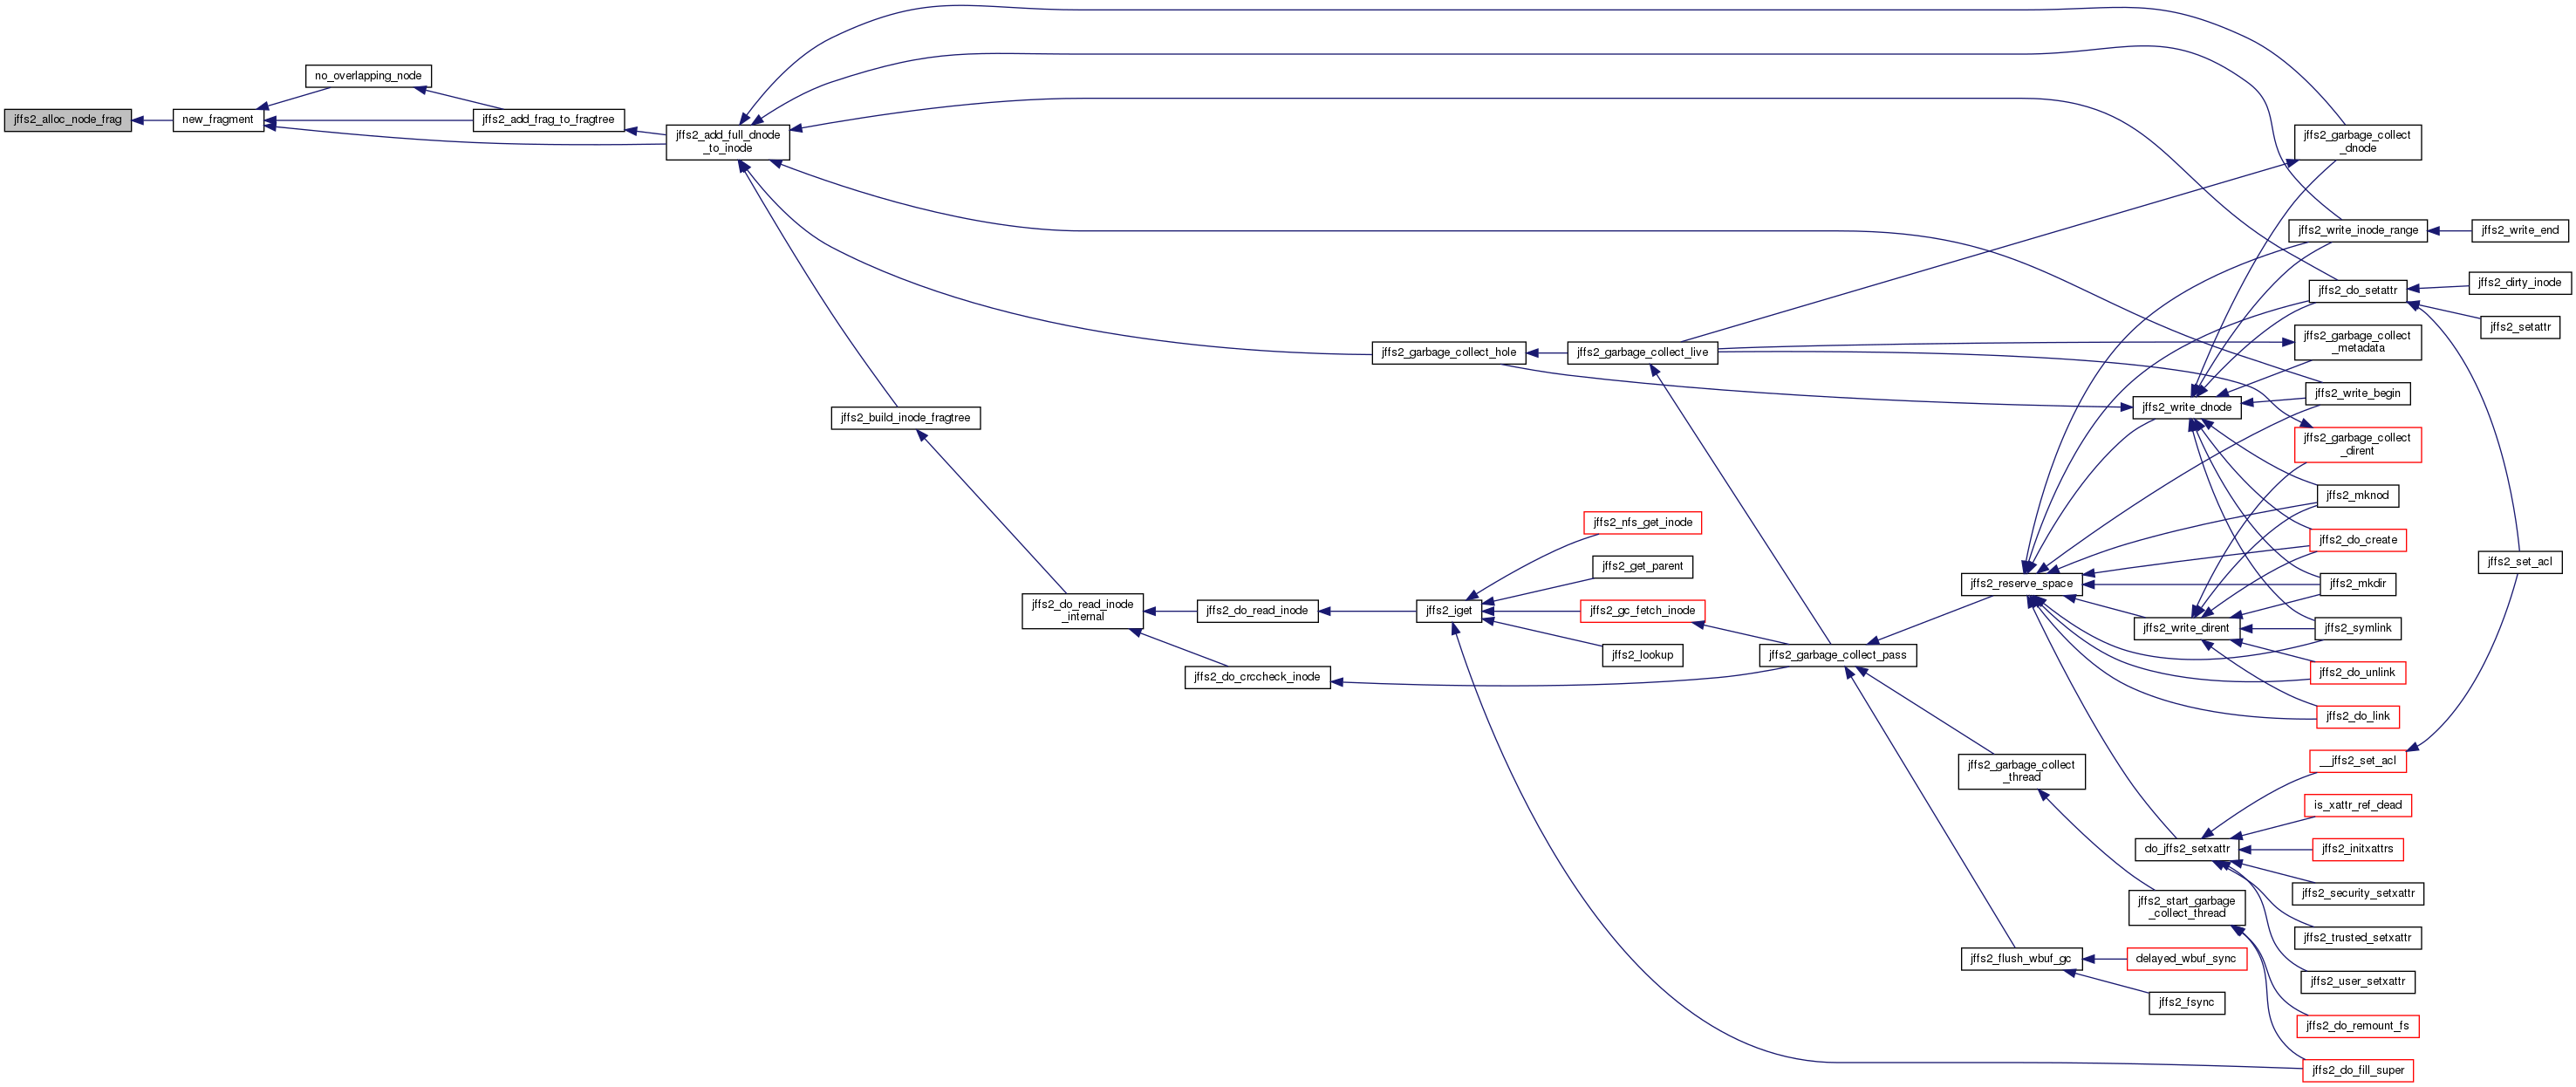 jffs2_alloc_node_frag
new_fragment
no_overlapping_node
jffs2_add_frag_to_fragtree
jffs2_add_full_dnode
_to_inode
jffs2_build_inode_fragtree
jffs2_do_read_inode
_internal
jffs2_do_read_inode
jffs2_do_crccheck_inode
jffs2_iget
jffs2_garbage_collect_hole
jffs2_nfs_get_inode
jffs2_get_parent
jffs2_gc_fetch_inode
jffs2_lookup
jffs2_garbage_collect_live
jffs2_garbage_collect_pass
jffs2_reserve_space
jffs2_garbage_collect
_thread
jffs2_flush_wbuf_gc
jffs2_write_dnode
jffs2_write_dirent
do_jffs2_setxattr
jffs2_start_garbage
_collect_thread
delayed_wbuf_sync
jffs2_fsync
jffs2_garbage_collect
_dnode
jffs2_write_inode_range
jffs2_do_setattr
jffs2_garbage_collect
_metadata
jffs2_write_begin
jffs2_garbage_collect
_dirent
jffs2_mknod
jffs2_do_create
jffs2_mkdir
jffs2_symlink
jffs2_do_unlink
jffs2_do_link
__jffs2_set_acl
is_xattr_ref_dead
jffs2_initxattrs
jffs2_security_setxattr
jffs2_trusted_setxattr
jffs2_user_setxattr
jffs2_do_remount_fs
jffs2_do_fill_super
jffs2_write_end
jffs2_dirty_inode
jffs2_setattr
jffs2_set_acl